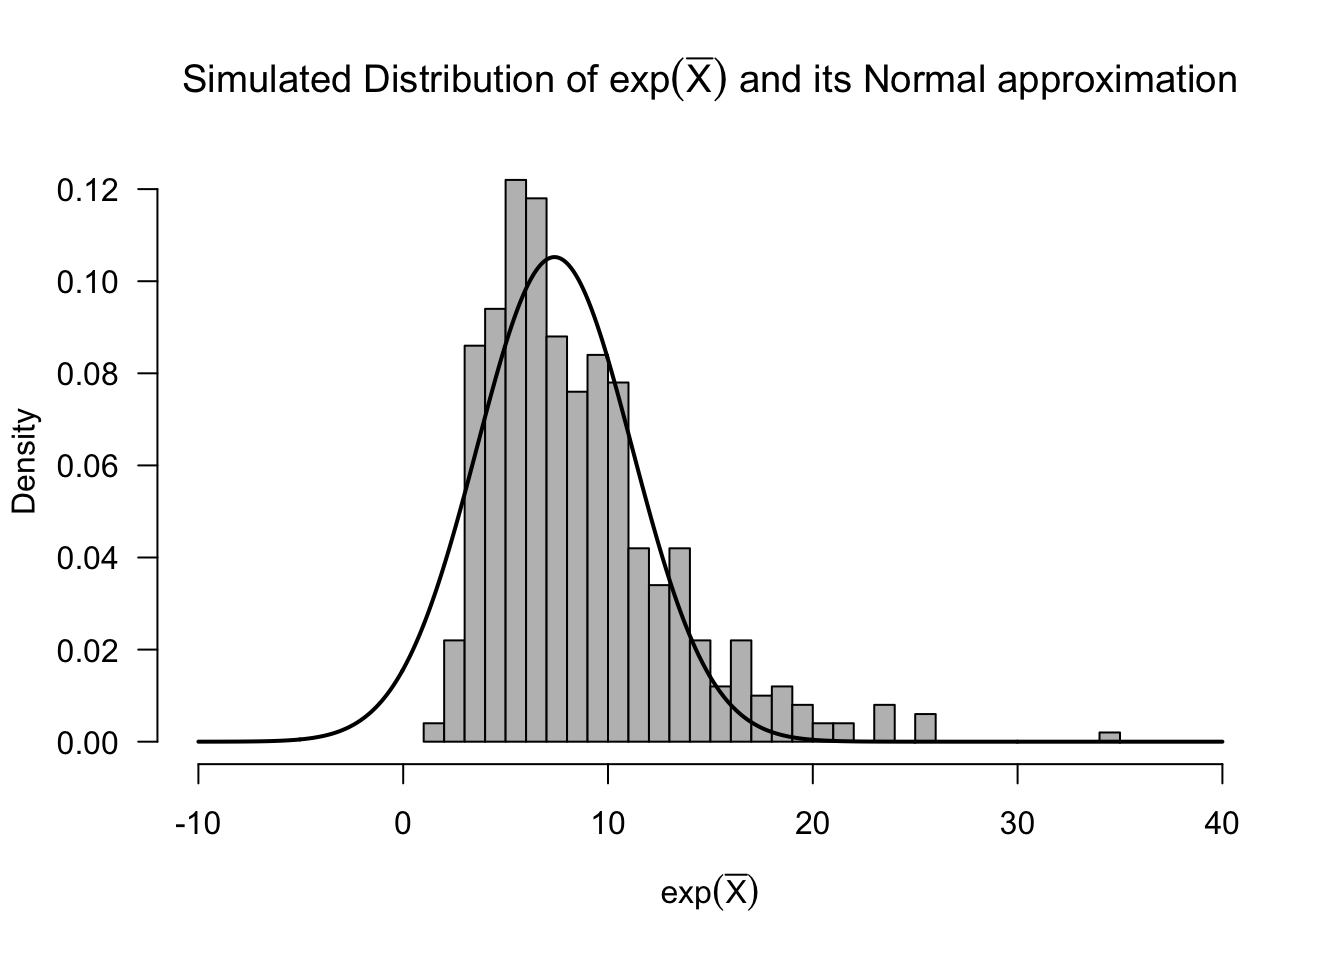 Simulated Distribution of exp(X̅) and its Normal approximation
0.12
0.10
0.08
0.06
0.04
0.02
0.00
Density
-10 0 10 20 30 40
exp(X̅)